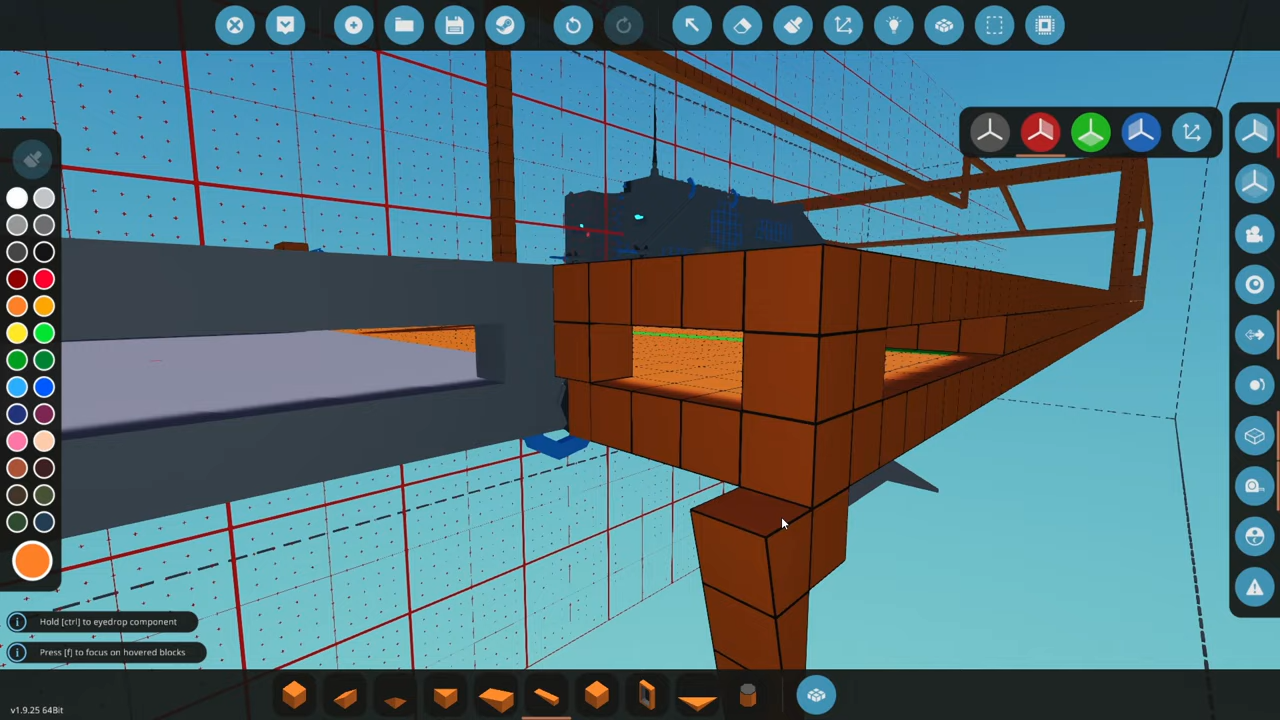 Hold [ctrl] to eyedrop component
Press [f] to focus on hovered blocks
v1.9.25 64Bit